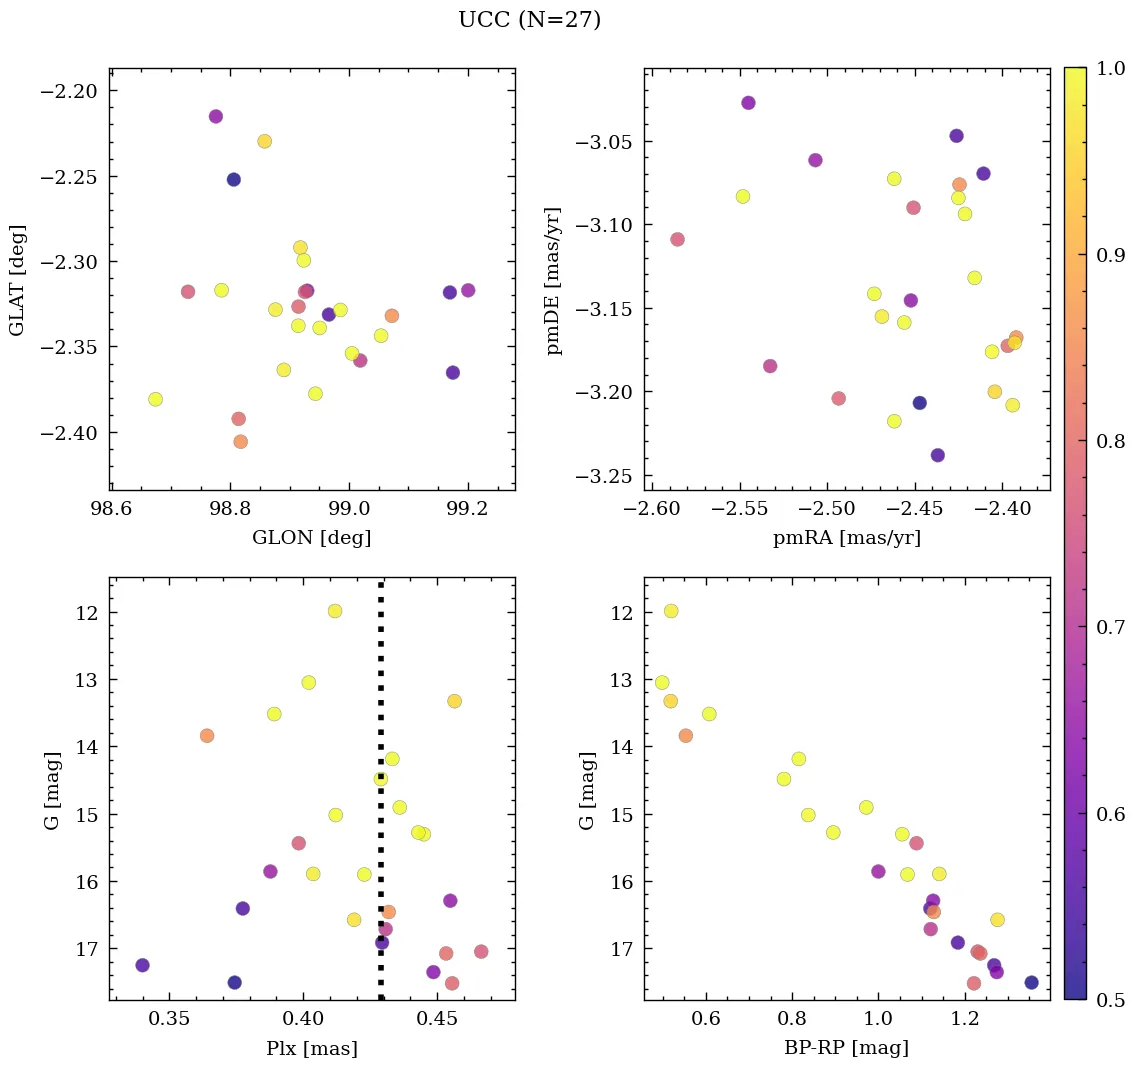 UCC (N=27)
−2.20
−2.25
−2.30
−2.35
−2.40
GLAT [deg]
98.6 98.8 99.0 99.2
GLON [deg]
−3.05
−3.10
−3.15
−3.20
−3.25
pmDE [mas/yr]
−2.60 −2.55 −2.50 −2.45 −2.40
pmRA [mas/yr]
12
13
14
15
16
17
G [mag]
0.35 0.40 0.45
Plx [mas]
12
13
14
15
16
17
G [mag]
0.6 0.8 1.0 1.2
BP-RP [mag]
1.0
0.9
0.8
0.7
0.6
0.5